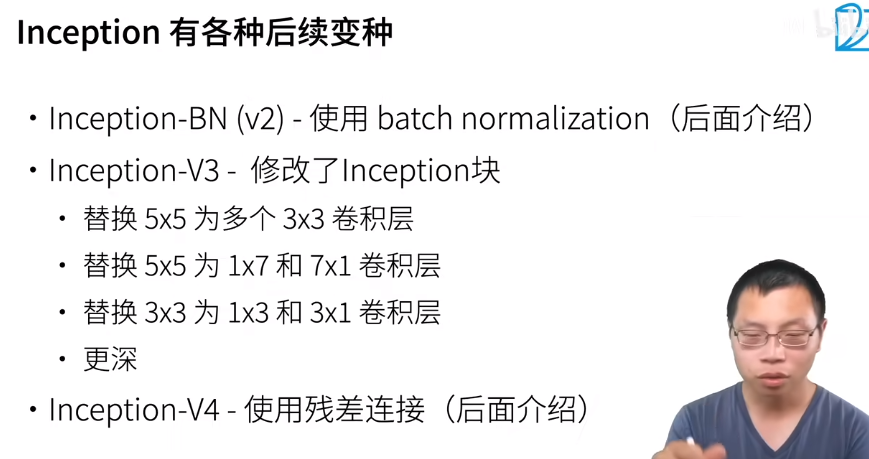 Inception 有各种后续变种
• Inception-BN (v2) - 使用 batch normalization（后面介绍）
• Inception-V3 - 修改了Inception块
• 替换 5x5 为多个 3x3 卷积层
• 替换 5x5 为 1x7 和 7x1 卷积层
• 替换 3x3 为 1x3 和 3x1 卷积层
• 更深
• Inception-V4 - 使用残差连接（后面介绍）